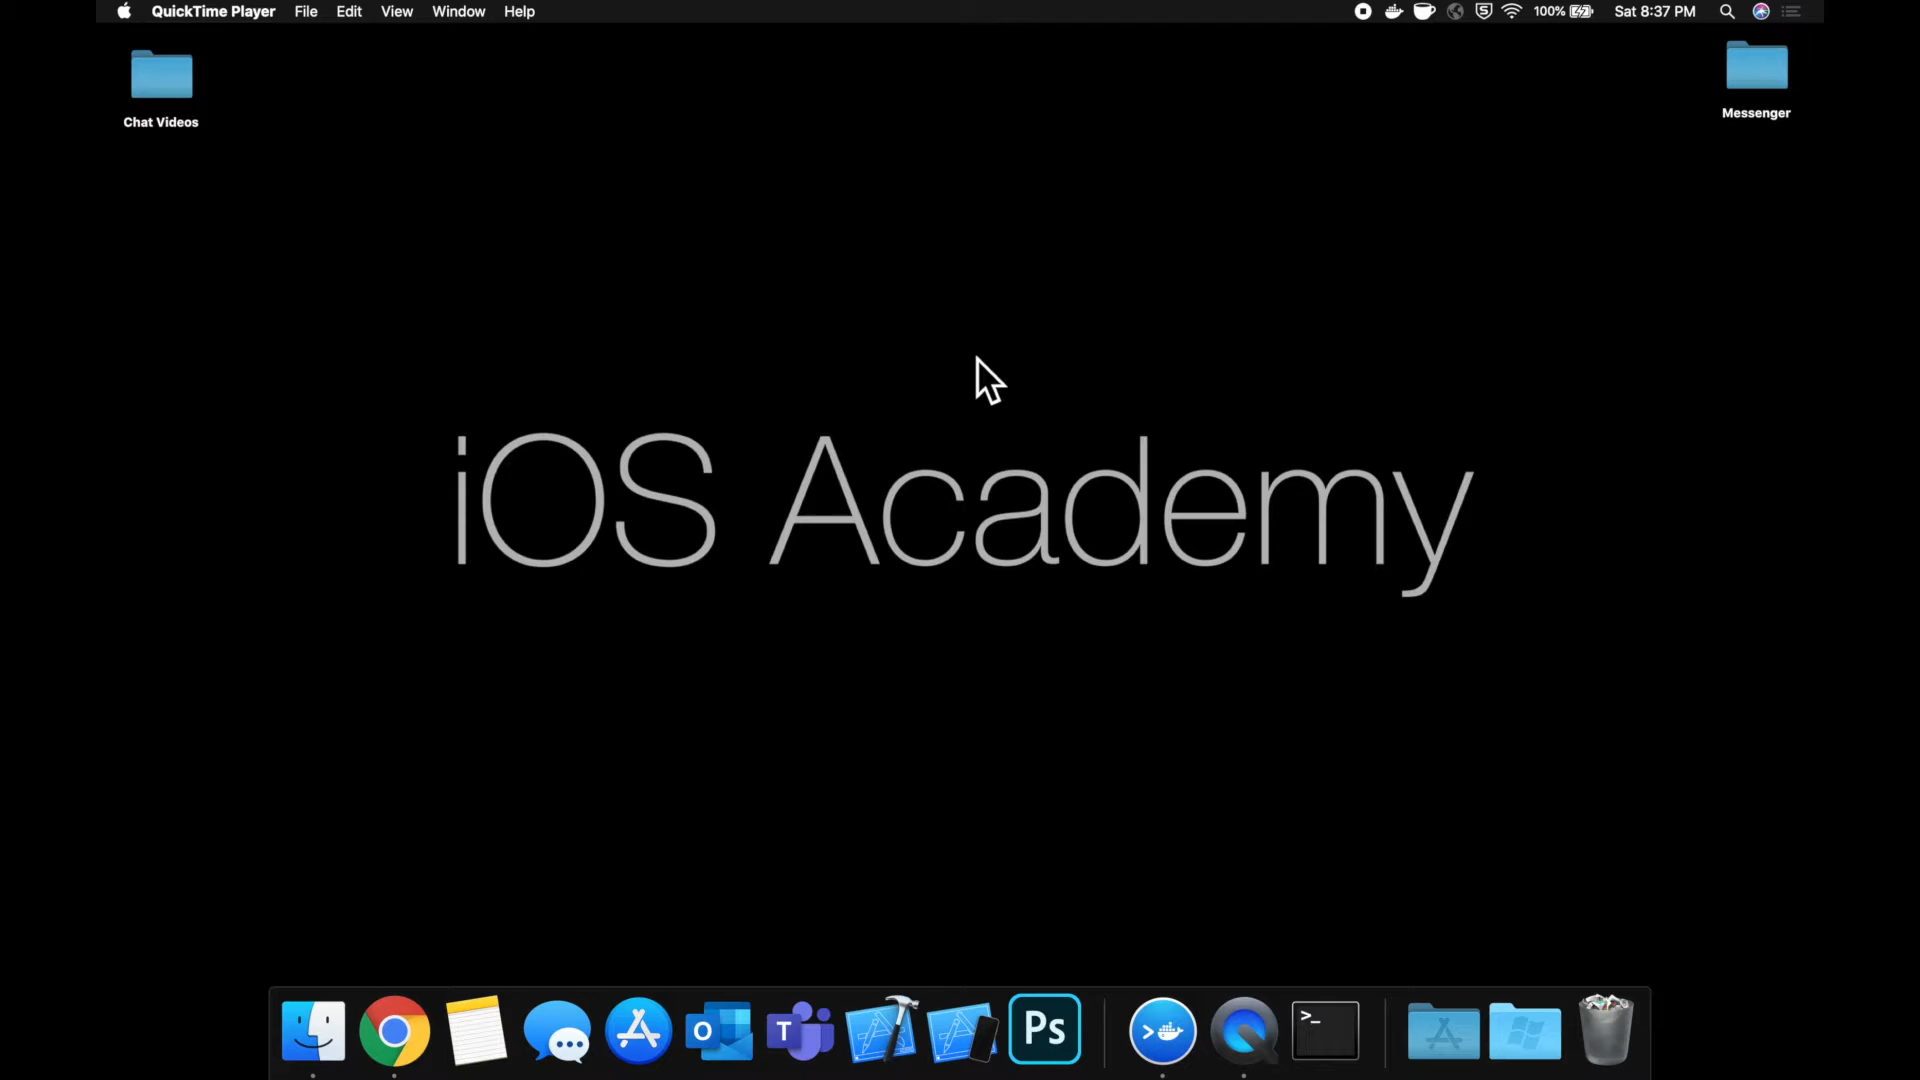 QuickTime Player File Edit View Window Help 100% Sat 8:37 PM
Chat Videos
Messenger
iOS Academy
O
T
Ps
>
>_